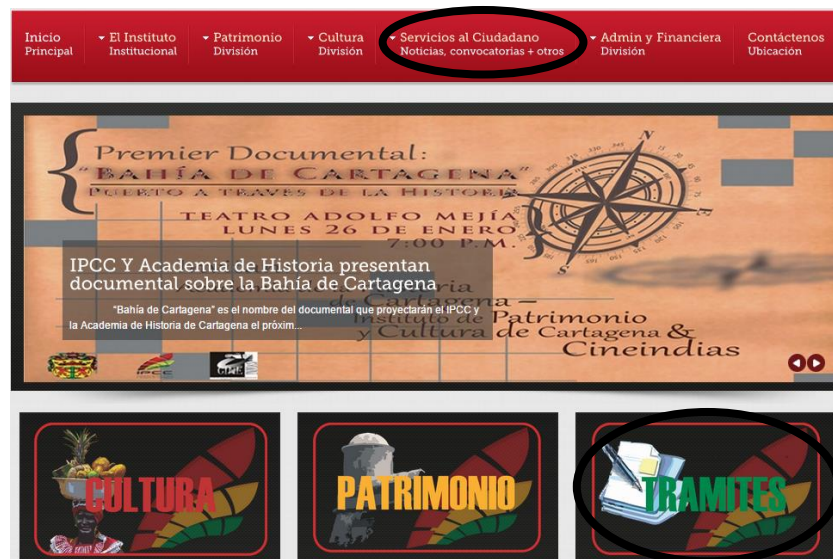 Inicio
Principal
El Instituto
Institucional
Patrimonio
División
Cultura
División
Servicios al Ciudadano
Noticias, convocatorias + otros
Admin y Financiera
División
Contáctenos
Ubicación
Premier Documental:
"BAHÍA DE CARTAGENA"
PUERTO A TRAVES DE LA HISTORIA
TEATRO ADOLFO MEJÍA
LUNES 26 DE ENERO
7:00 P.M.
IPCC Y Academia de Historia presentan
documental sobre la Bahía de Cartagena
"Bahía de Cartagena" es el nombre del documental que proyectarán el IPCC y
la Academia de Historia de Cartagena el próxim...
de Cartagena –
Instituto de Patrimonio
y Cultura de Cartagena &
Cineindias
N
E
S
IPCC
CULTURA
PATRIMONIO
TRAMITES